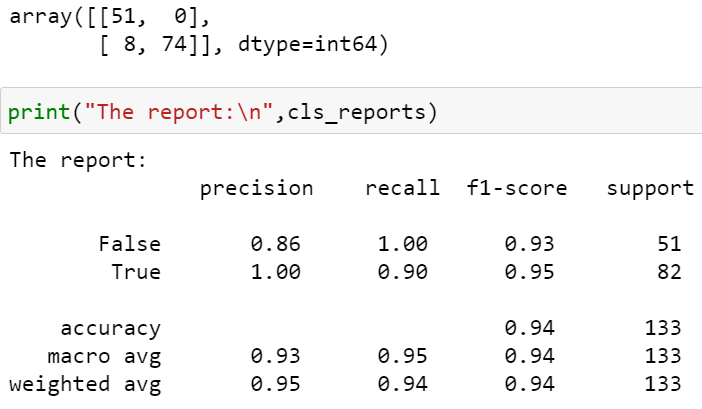 array([[51,  0],
       [ 8, 74]], dtype=int64)
print("The report:\n",cls_reports)
The report:
               precision    recall  f1-score   support

       False       0.86      1.00      0.93        51
        True       1.00      0.90      0.95        82

    accuracy                           0.94       133
   macro avg       0.93      0.95      0.94       133
weighted avg       0.95      0.94      0.94       133